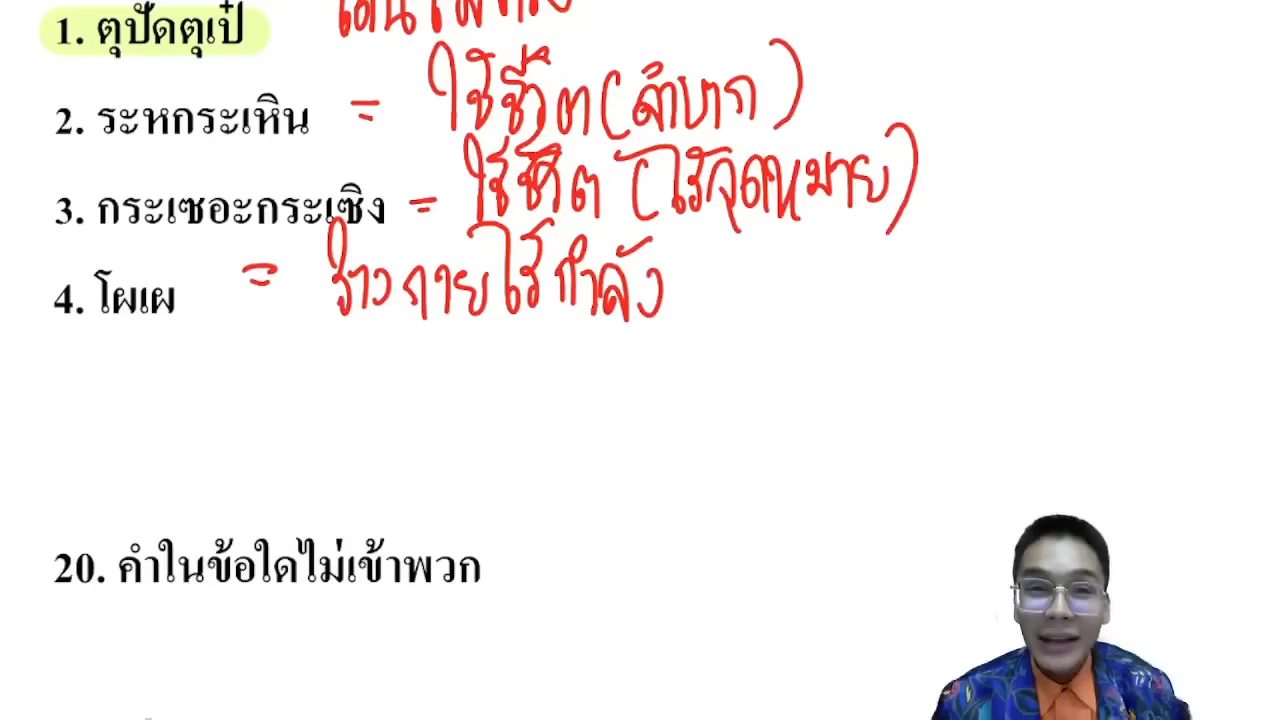 1. ตุปัดตุเป๋
2. ระหกระเหิน = ใช้ชีวิต (ลำบาก)
3. กระเซอะกระเซิง = ใช้ชีวิต (ไร้จุดหมาย)
4. โผเผ = ร่างกายไร้กำลัง
20. คำในข้อใดไม่เข้าพวก